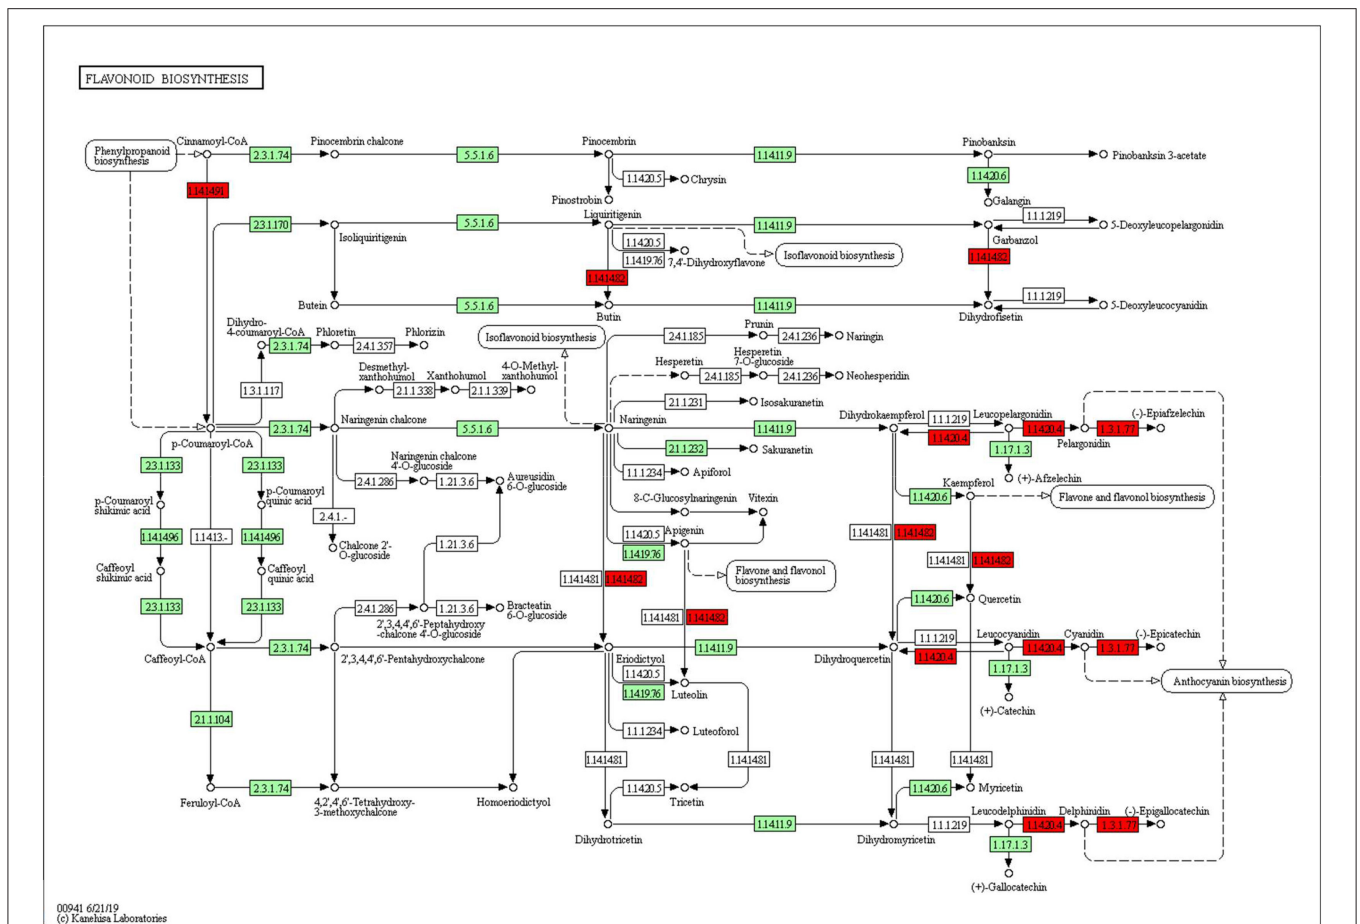 FLAVONOID BIOSYNTHESIS
Phenylpropanoid
biosynthesis
Cinnamoyl-CoA
2.3.1.74
Pinocembrin chalcone
5.5.1.6
Pinocembrin
1.14.11.9
Pinobanksin
Pinobanksin 3-acetate
1.14.20.5
Chrysin
1.14.20.6
1.14.14.91
Pinostrobin
Galangin
2.3.1.170
Isoliquiritigenin
5.5.1.6
Liquiritigenin
1.14.11.9
Garbanzol
1.1.1.219
5-Deoxyleucopelargonidin
1.14.20.5
1.14.19.76
7,4'-Dihydroxyflavone
Isoflavonoid biosynthesis
1.14.14.82
1.14.14.82
Butein
5.5.1.6
Butin
1.14.11.9
Dihydrofisetin
1.1.1.219
5-Deoxyleucocyanidin
Dihydro-
4-coumaroyl-CoA
2.3.1.74
Phloretin
2.4.1.357
Phlorizin
Isoflavonoid biosynthesis
2.4.1.185
Prunin
2.4.1.236
Naringin
Hesperetin
2.4.1.185
Hesperetin
7-O-glucoside
2.4.1.236
Neohesperidin
1.3.1.117
Desmethyl-
xanthohumol
2.1.1.338
Xanthohumol
2.1.1.339
4-O-Methyl-
xanthohumol
2.1.1.231
Isosakuranetin
p-Coumaroyl-CoA
2.3.1.74
Naringenin chalcone
5.5.1.6
Naringenin
1.14.11.9
Dihydrokaempferol
1.1.1.219
1.14.20.4
Leucopelargonidin
1.14.20.4
Pelargonidin
1.3.1.77
(-)-Epiafzelechin
2.1.1.232
Sakuranetin
1.17.1.3
(+)-Afzelechin
2.3.1.133
2.3.1.133
Naringenin chalcone
4'-O-glucoside
2.4.1.286
1.21.3.6
Aureusidin
6-O-glucoside
1.1.1.234
Apiforol
p-Coumaroyl
shikimic acid
p-Coumaroyl
quinic acid
2.4.1.-
8-C-Glucosylnaringenin
Vitexin
1.14.20.6
Kaempferol
Flavone and flavonol biosynthesis
1.14.14.96
1.14.13.-
1.14.14.96
Chalcone 2'-
O-glucoside
1.21.3.6
1.14.20.5
1.14.19.76
Apigenin
1.14.14.81
1.14.14.82
1.14.14.81
1.14.14.82
Caffeoyl
shikimic acid
Caffeoyl
quinic acid
Flavone and flavonol
biosynthesis
1.14.14.81
1.14.14.82
2.3.1.133
2.3.1.133
2.4.1.286
1.21.3.6
Bracteatin
6-O-glucoside
2',3,4,4',6'-Peptahydroxy
-chalcone 4'-O-glucoside
1.14.14.81
1.14.14.82
1.14.20.6
Quercetin
Caffeoyl-CoA
2.3.1.74
2',3,4,4',6'-Pentahydroxychalcone
Eriodictyol
1.14.11.9
Dihydroquercetin
1.1.1.219
1.14.20.4
Leucocyanidin
1.14.20.4
Cyanidin
1.3.1.77
(-)-Epicatechin
1.14.20.5
1.14.19.76
Luteolin
1.17.1.3
(+)-Catechin
Anthocyanin biosynthesis
2.1.1.104
1.1.1.234
Luteoforol
1.14.14.81
1.14.14.81
1.14.14.81
1.14.14.81
Feruloyl-CoA
2.3.1.74
4,2',4',6'-Tetrahydroxy-
3-methoxychalcone
Homoeriodictyol
1.14.20.5
Tricetin
1.14.20.6
Myricetin
Dihydrotricetin
1.14.11.9
Dihydromyricetin
1.1.1.219
Leucodelphinidin
1.14.20.4
Delphinidin
1.3.1.77
(-)-Epigallocatechin
1.17.1.3
(+)-Gallocatechin
00941 6/21/19
(c) Kanehisa Laboratories